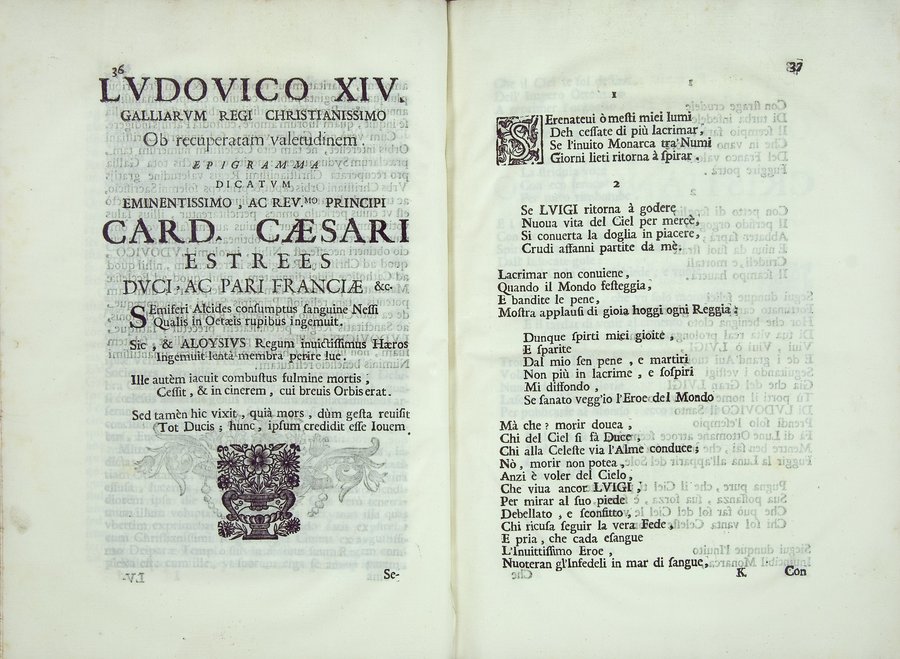 36
LVDOVICO XIV.
GALLIARVM REGI CHRISTIANISSIMO
Ob recuperatam valetudinem.
EPIGRAMMA
DICATVM
EMINENTISSIMO, AC REV.MO PRINCIPI
CARD. CÆSARI
ESTREES
DVCI, AC PARI FRANCIÆ &c.
SEmiferi Alcides consumptus sanguine Nessi
Qualis in Oetæis rupibus ingemuit.
Sic, & ALOYSIVS Regum inuictissimus Hæros
Ingemuit lentâ membra perire lue.
Ille autèm iacuit combustus fulmine mortis,
Cessit, & in cinerem, cui breuis Orbis erat.
Sed tamèn hic vixit, quià mors, dùm gesta reuisit
Tot Ducis; hunc, ipsum credidit esse Iouem.
Se-
37
1
SErenateui ò mesti miei lumi
Deh cessate di più lacrimar,
Se l'inuito Monarca tra Numi
Giorni lieti ritorna à spirar.
2
Se LVIGI ritorna à godere
Nuoua vita del Ciel per mercè,
Si conuerta la doglia in piacere,
Crudi affanni partite da mè.
Lacrimar non conuiene,
Quando il Mondo festeggia,
E bandite le pene,
Mostra applausi di gioia hoggi ogni Reggia:
Dunque spirti miei gioite,
E sparite
Dal mio sen pene, e martiri
Non più in lacrime, e sospiri
Mi diffondo,
Se sanato vegg'io l'Eroe del Mondo
Mà che? morir douea,
Chi del Ciel si fà Duce,
Chi alla Celeste via l'Alme conduce;
Nò, morir non potea,
Anzi è voler del Cielo,
Che viua ancor LVIGI,
Per mirar al suo piede
Debellato, e sconfitto,
Chi ricusa seguir la vera Fede,
E pria, che cada esangue
L'Inuittissimo Eroe,
Nuoteran gl'Infedeli in mar di sangue,
K.
Con